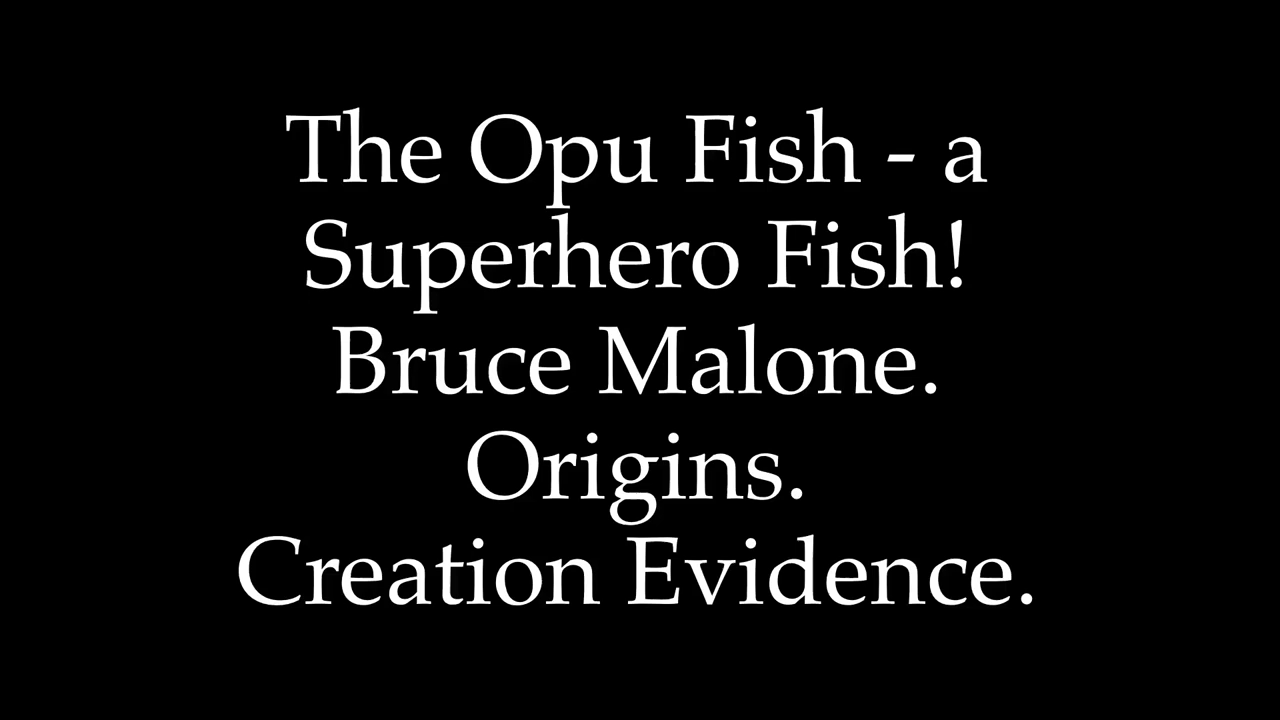 The Opu Fish - a
Superhero Fish!
Bruce Malone.
Origins.
Creation Evidence.